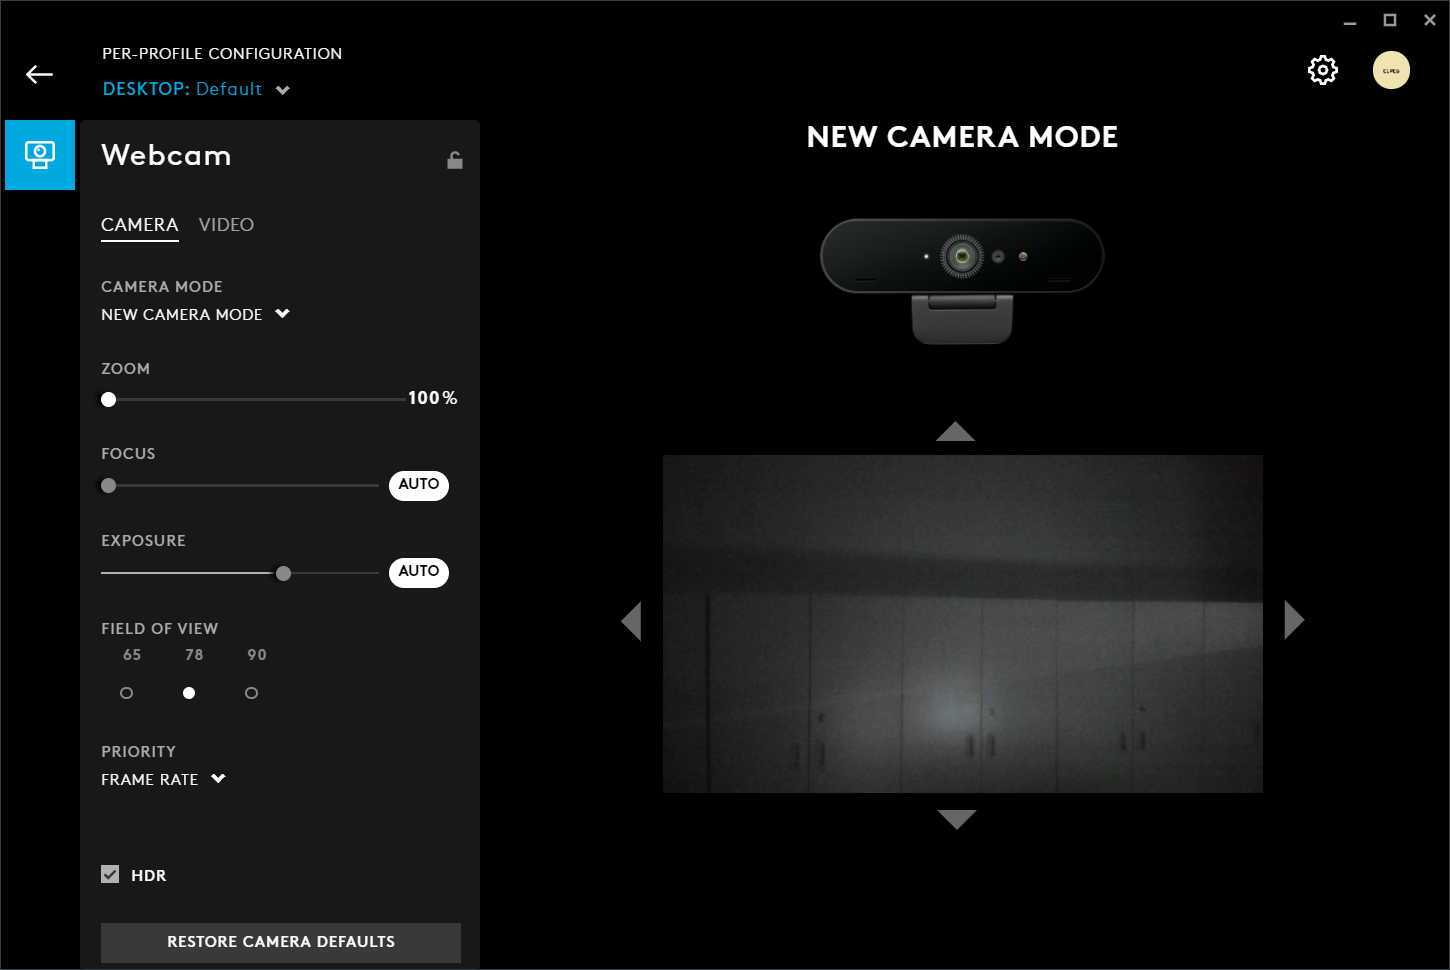 PER-PROFILE CONFIGURATION
DESKTOP: Default
Webcam
CAMERA VIDEO
CAMERA MODE
NEW CAMERA MODE
ZOOM
100%
FOCUS
AUTO
EXPOSURE
AUTO
FIELD OF VIEW
65 78 90
PRIORITY
FRAME RATE
HDR
RESTORE CAMERA DEFAULTS
NEW CAMERA MODE